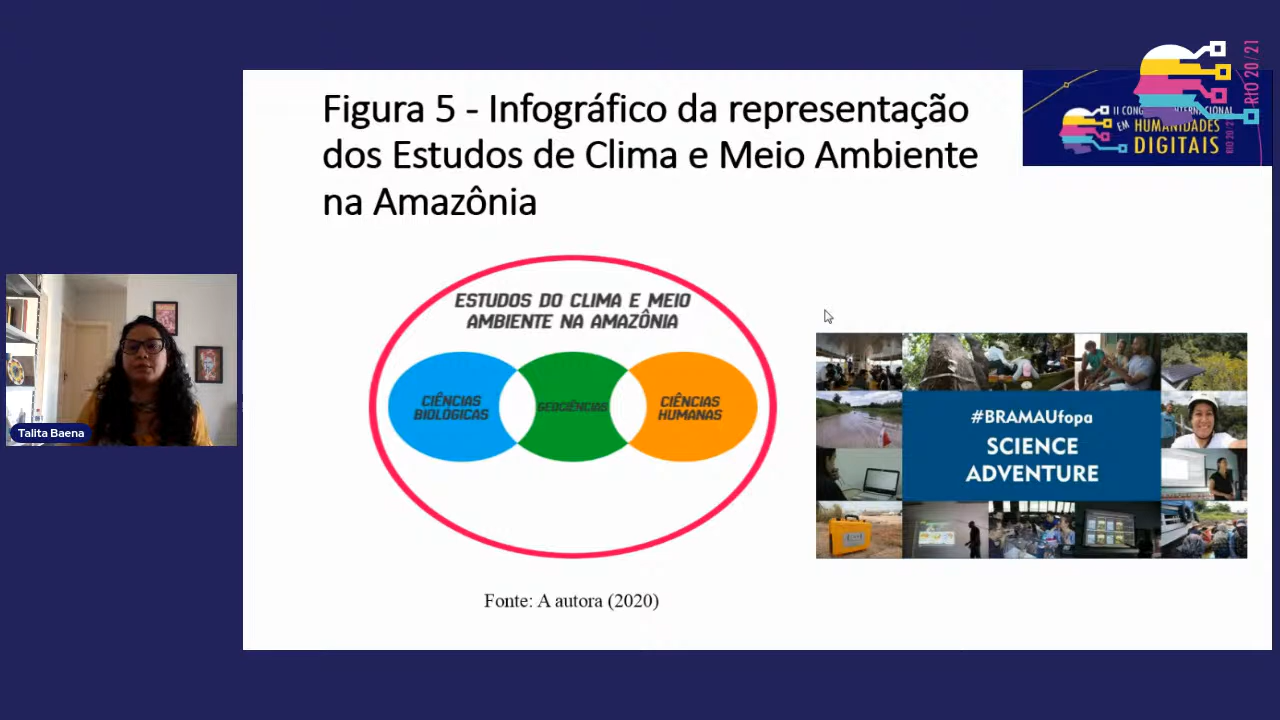 Figura 5 - Infográfico da representação
dos Estudos de Clima e Meio Ambiente
na Amazônia
RIO 20/21
II
EM HUMANIDADES
DIGITAIS
ESTUDOS DO CLIMA E MEIO
AMBIENTE NA AMAZÔNIA
CIÊNCIAS
BIOLÓGICAS
GEOCIÊNCIAS
CIÊNCIAS
HUMANAS
#BRAMAUfopa
SCIENCE
ADVENTURE
Talita Baena
Fonte: A autora (2020)